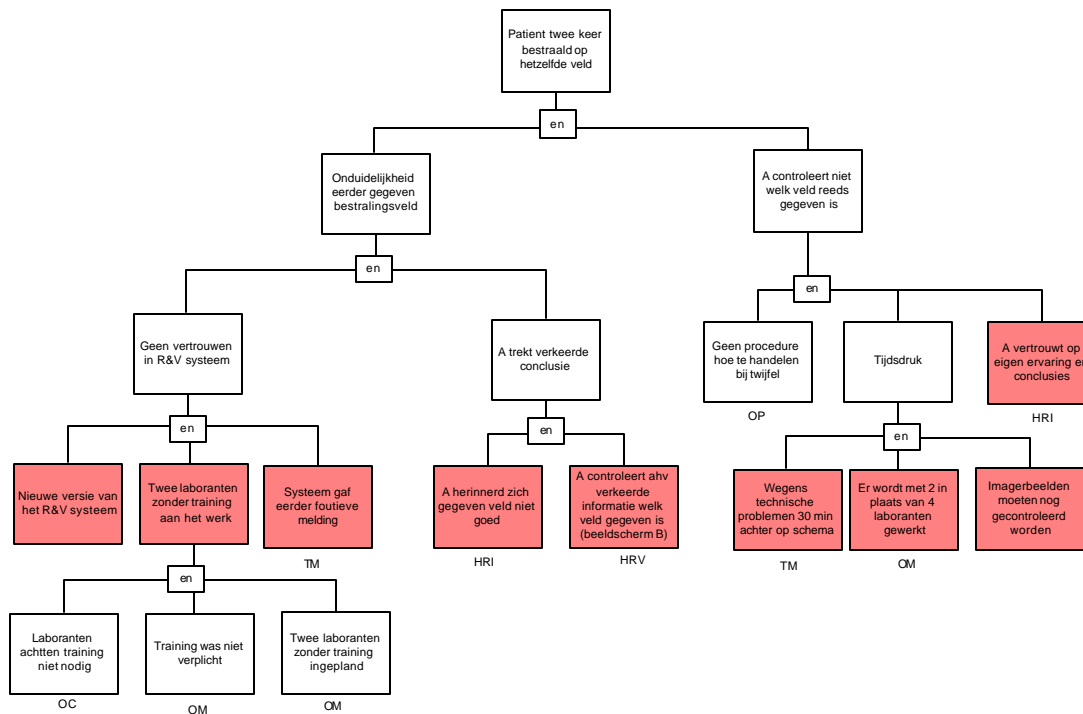 Patient twee keer
bestraald op
hetzelfde veld
en
Onduidelijkheid
eerder gegeven
bestralingsveld
A controleert niet
welk veld reeds
gegeven is
en
en
Geen vertrouwen
in R&V systeem
A trekt verkeerde
conclusie
Geen procedure
hoe te handelen
bij twijfel
Tijdsdruk
A vertrouwt op
eigen ervaring en
conclusies
OP
HRI
en
en
en
Nieuwe versie van
het R&V systeem
Twee laboranten
zonder training
aan het werk
Systeem gaf
eerder foutieve
melding
A herinnerd zich
gegeven veld niet
goed
A controleert ahv
verkeerde
informatie welk
veld gegeven is
(beeldscherm B)
Wegens
technische
problemen 30 min
achter op schema
Er wordt met 2 in
plaats van 4
laboranten
gewerkt
Imagerbeelden
moeten nog
gecontroleerd
worden
TM
HRI
HRV
TM
OM
en
Laboranten
achtten training
niet nodig
Training was niet
verplicht
Twee laboranten
zonder training
ingepland
OC
OM
OM